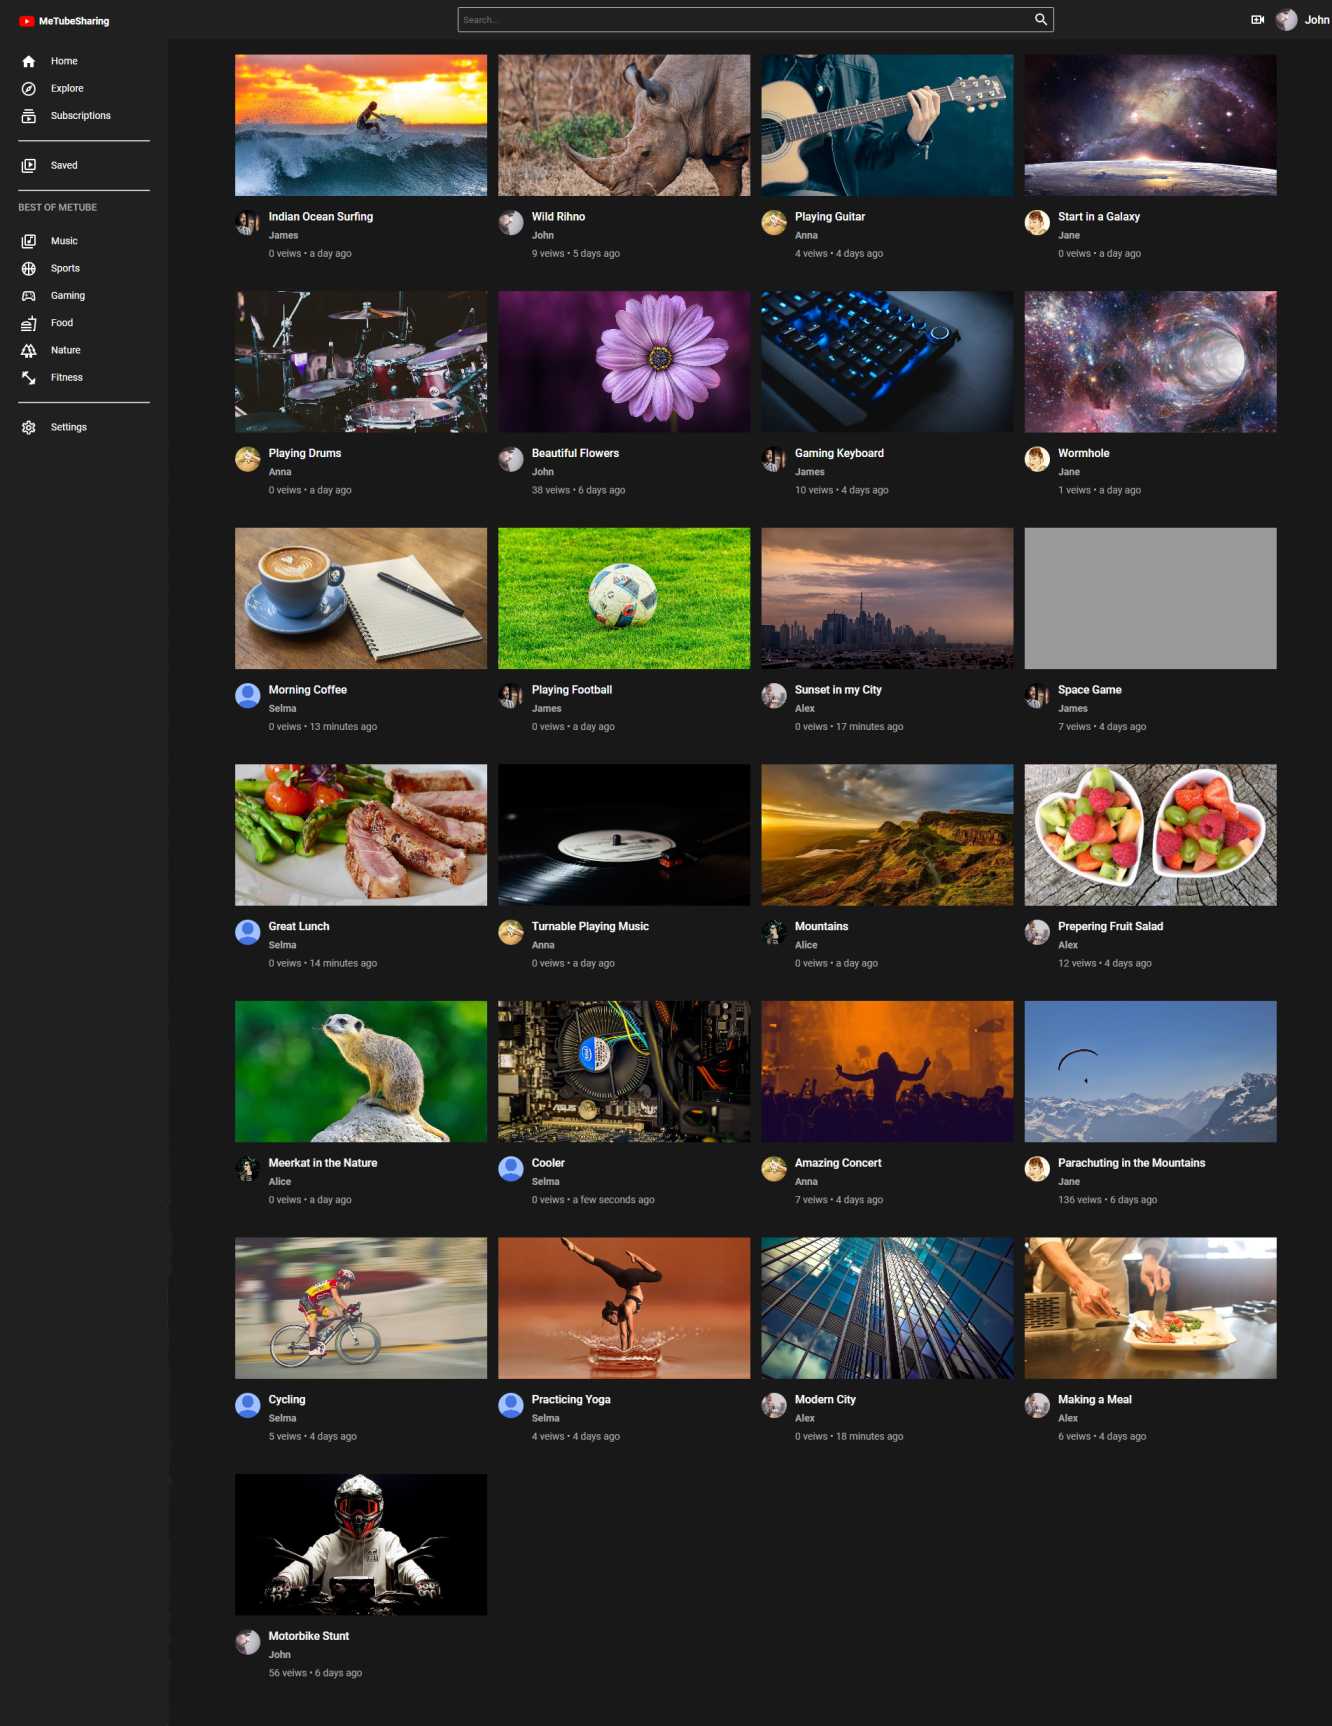 MeTubeSharing
Search...
John
Home
Explore
Subscriptions
Saved
BEST OF METUBE
Music
Sports
Gaming
Food
Nature
Fitness
Settings
Indian Ocean Surfing
James
0 veiws • a day ago
Wild Rihno
John
9 veiws • 5 days ago
Playing Guitar
Anna
4 veiws • 4 days ago
Start in a Galaxy
Jane
0 veiws • a day ago
Playing Drums
Anna
0 veiws • a day ago
Beautiful Flowers
John
38 veiws • 6 days ago
Gaming Keyboard
James
10 veiws • 4 days ago
Wormhole
Jane
1 veiws • a day ago
Morning Coffee
Selma
0 veiws • 13 minutes ago
Playing Football
James
0 veiws • a day ago
Sunset in my City
Alex
0 veiws • 17 minutes ago
Space Game
James
7 veiws • 4 days ago
Great Lunch
Selma
0 veiws • 14 minutes ago
Turnable Playing Music
Anna
0 veiws • a day ago
Mountains
Alice
0 veiws • a day ago
Prepering Fruit Salad
Alex
12 veiws • 4 days ago
intel
ASUS
Meerkat in the Nature
Alice
0 veiws • a day ago
Cooler
Selma
0 veiws • a few seconds ago
Amazing Concert
Anna
7 veiws • 4 days ago
Parachuting in the Mountains
Jane
136 veiws • 6 days ago
Cycling
Selma
5 veiws • 4 days ago
Practicing Yoga
Selma
4 veiws • 4 days ago
Modern City
Alex
0 veiws • 18 minutes ago
Making a Meal
Alex
6 veiws • 4 days ago
Motorbike Stunt
John
56 veiws • 6 days ago